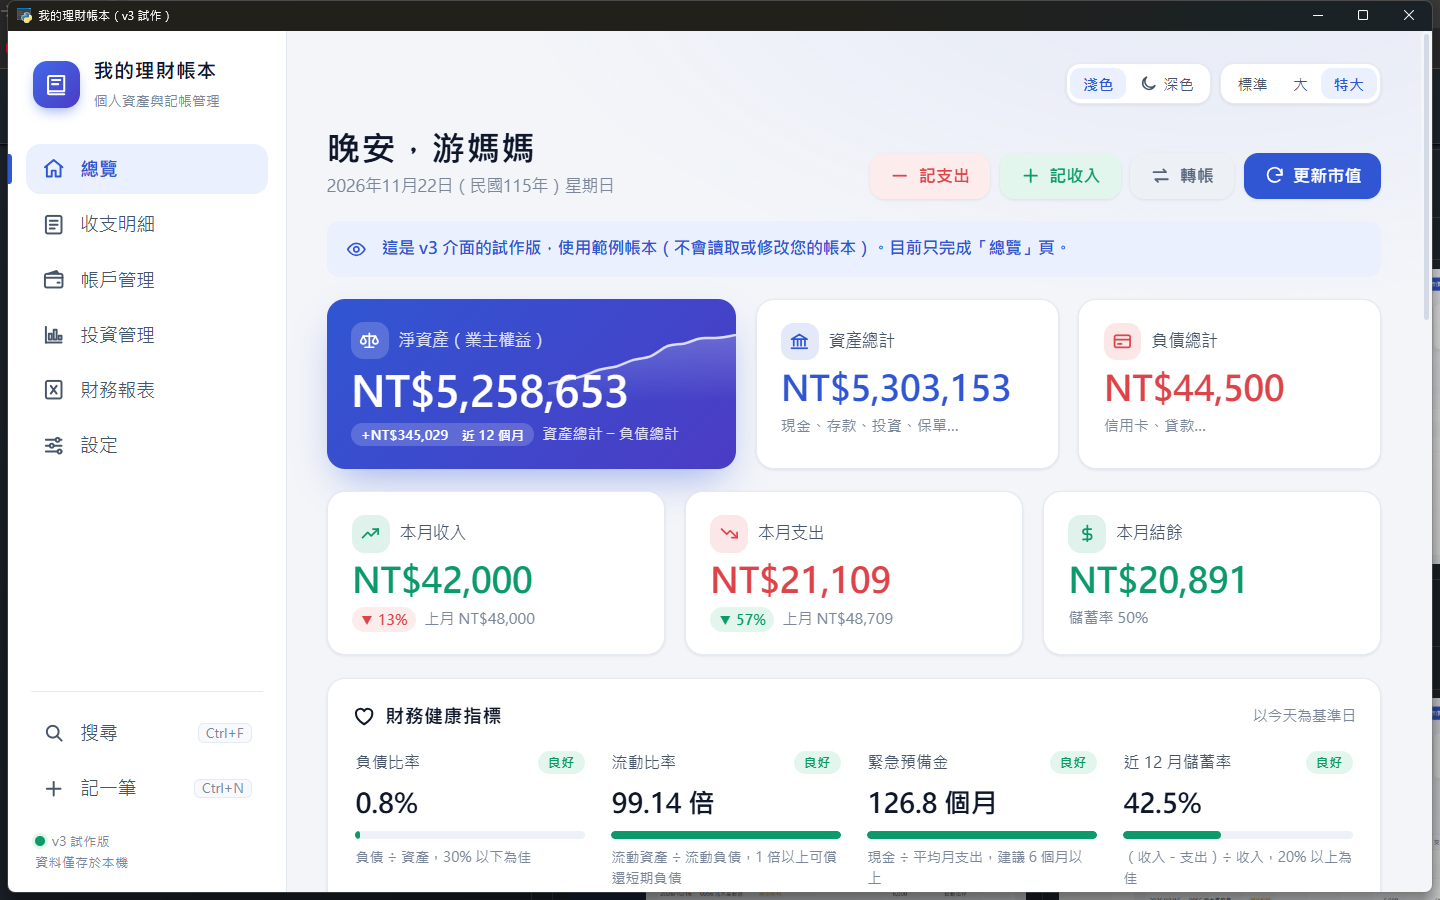 我的理財帳本（v3 試作）
我的理財帳本
個人資產與記帳管理
總覽
收支明細
帳戶管理
投資管理
財務報表
設定
搜尋 Ctrl+F
記一筆 Ctrl+N
v3 試作版
資料僅存於本機
淺色 深色 標準 大 特大
晚安，游媽媽
2026年11月22日（民國115年）星期日
記支出 記收入 轉帳 更新市值
這是 v3 介面的試作版，使用範例帳本（不會讀取或修改您的帳本）。目前只完成「總覽」頁。
淨資產（業主權益）
NT$5,258,653
+NT$345,029 近 12 個月 資產總計 − 負債總計
資產總計
NT$5,303,153
現金、存款、投資、保單...
負債總計
NT$44,500
信用卡、貸款...
本月收入
NT$42,000
▼ 13% 上月 NT$48,000
本月支出
NT$21,109
▼ 57% 上月 NT$48,709
本月結餘
NT$20,891
儲蓄率 50%
財務健康指標 以今天為基準日
負債比率 良好
0.8%
負債 ÷ 資產，30% 以下為佳
流動比率 良好
99.14 倍
流動資產 ÷ 流動負債，1 倍以上可償
還短期負債
緊急預備金 良好
126.8 個月
現金 ÷ 平均月支出，建議 6 個月以
上
近 12 月儲蓄率 良好
42.5%
（收入 - 支出）÷ 收入，20% 以上為
佳